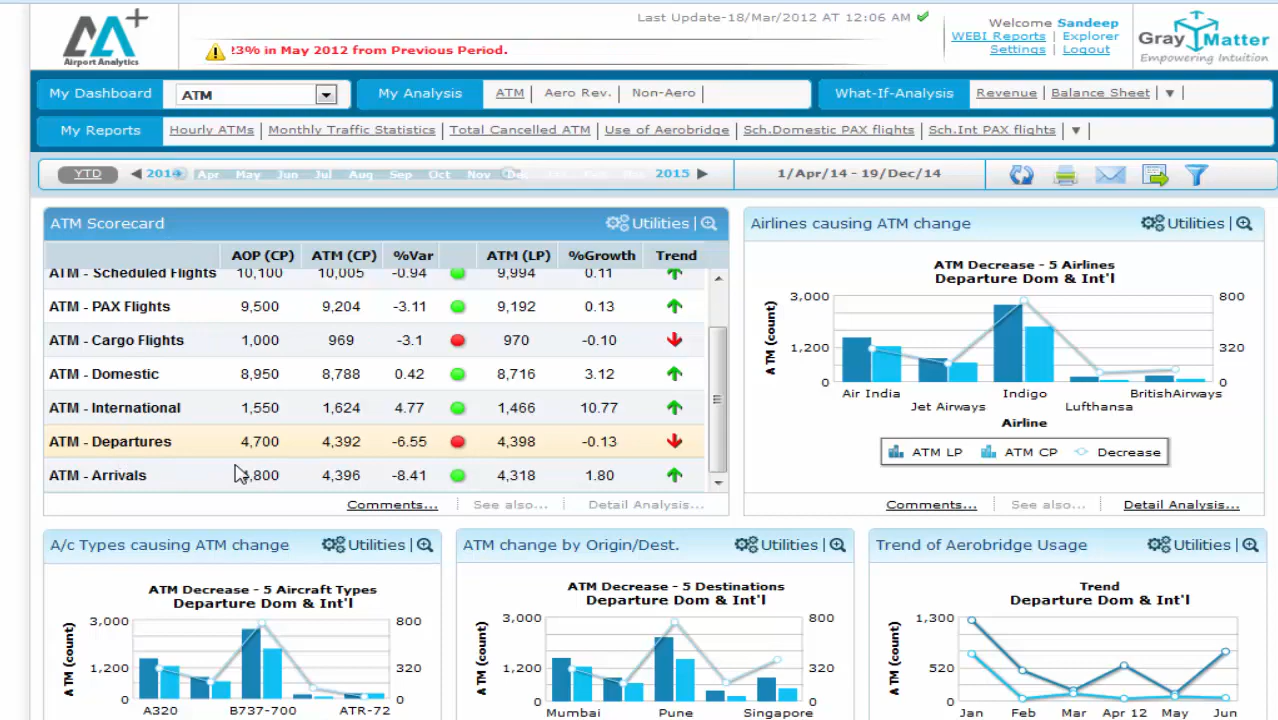 Airport Analytics
Last Update-18/Mar/2012 AT 12:06 AM
23% in May 2012 from Previous Period.
Welcome Sandeep
WEBI Reports | Explorer
Settings | Logout
Gray Matter
Empowering Intuition
My Dashboard ATM My Analysis ATM | Aero Rev. | Non-Aero | What-If-Analysis Revenue | Balance Sheet | ▼ |
My Reports Hourly ATMs | Monthly Traffic Statistics | Total Cancelled ATM | Use of Aerobridge | Sch.Domestic PAX flights | Sch.Int PAX flights | ▼ |
YTD ◀ 2014 Apr May Jun Jul Aug Sep Oct Nov Dec 2015 ▶ 1/Apr/14 - 19/Dec/14
ATM Scorecard Utilities |
AOP (CP) ATM (CP) %Var ATM (LP) %Growth Trend
ATM - Scheduled Flights 10,100 10,005 -0.94 9,994 0.11
ATM - PAX Flights 9,500 9,204 -3.11 9,192 0.13
ATM - Cargo Flights 1,000 969 -3.1 970 -0.10
ATM - Domestic 8,950 8,788 0.42 8,716 3.12
ATM - International 1,550 1,624 4.77 1,466 10.77
ATM - Departures 4,700 4,392 -6.55 4,398 -0.13
ATM - Arrivals ,800 4,396 -8.41 4,318 1.80
Comments... See also... Detail Analysis...
Airlines causing ATM change Utilities |
ATM Decrease - 5 Airlines
Departure Dom & Int'l
ATM (count)
3,000 800
1,200 320
0 0
Air India Indigo BritishAirways
Jet Airways Lufthansa
Airline
ATM LP ATM CP Decrease
Comments... See also... Detail Analysis...
A/c Types causing ATM change Utilities |
ATM Decrease - 5 Aircraft Types
Departure Dom & Int'l
ATM (count)
3,000 800
1,200 320
0 0
A320 B737-700 ATR-72
ATM change by Origin/Dest. Utilities |
ATM Decrease - 5 Destinations
Departure Dom & Int'l
ATM (count)
3,000 800
1,200 320
0 0
Mumbai Pune Singapore
Trend of Aerobridge Usage Utilities |
Trend
Departure Dom & Int'l
ATM (count)
1,300
520
0
Jan Feb Mar Apr 12 May Jun